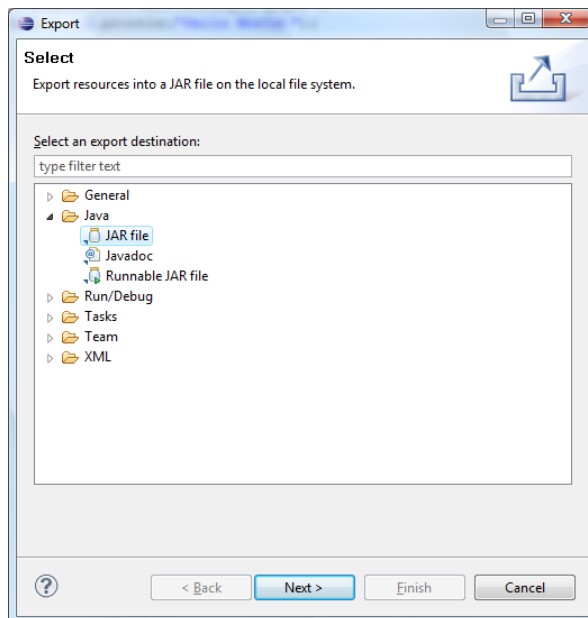 Export
Select
Export resources into a JAR file on the local file system.
Select an export destination:
type filter text
General
Java
JAR file
Javadoc
Runnable JAR file
Run/Debug
Tasks
Team
XML
< Back
Next >
Finish
Cancel